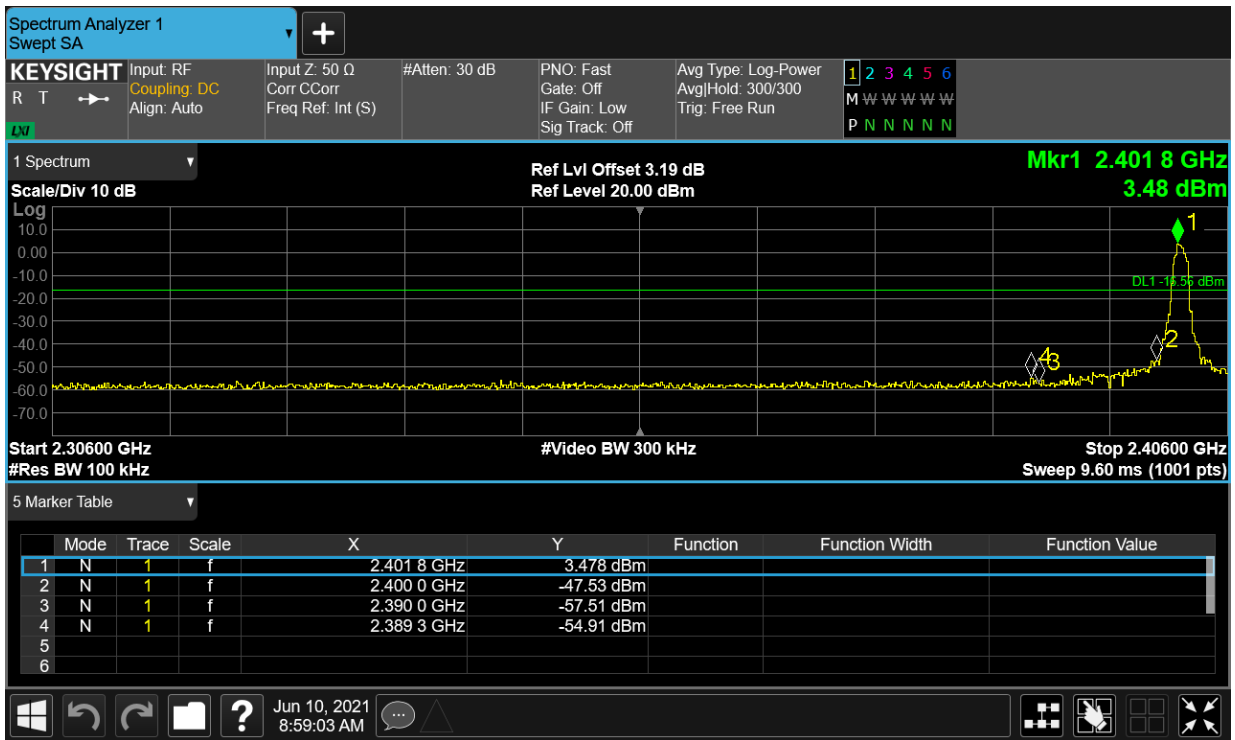 Spectrum Analyzer 1
Swept SA
+
KEYSIGHT
R T
LXI
Input: RF
Coupling: DC
Align: Auto
Input Z: 50 Ω
Corr CCorr
Freq Ref: Int (S)
#Atten: 30 dB
PNO: Fast
Gate: Off
IF Gain: Low
Sig Track: Off
Avg Type: Log-Power
Avg|Hold: 300/300
Trig: Free Run
1 2 3 4 5 6
M W W W W W
P N N N N N
1 Spectrum
Scale/Div 10 dB
Ref Lvl Offset 3.19 dB
Ref Level 20.00 dBm
Mkr1 2.401 8 GHz
3.48 dBm
Log
10.0
0.00
-10.0
-20.0
-30.0
-40.0
-50.0
-60.0
-70.0
1
DL1 -16.56 dBm
2
4
3
Start 2.30600 GHz
#Video BW 300 kHz
Stop 2.40600 GHz
#Res BW 100 kHz
Sweep 9.60 ms (1001 pts)
5 Marker Table
Mode Trace Scale X Y Function Function Width Function Value
1 N 1 f 2.401 8 GHz 3.478 dBm
2 N 1 f 2.400 0 GHz -47.53 dBm
3 N 1 f 2.390 0 GHz -57.51 dBm
4 N 1 f 2.389 3 GHz -54.91 dBm
5
6
?
Jun 10, 2021
8:59:03 AM